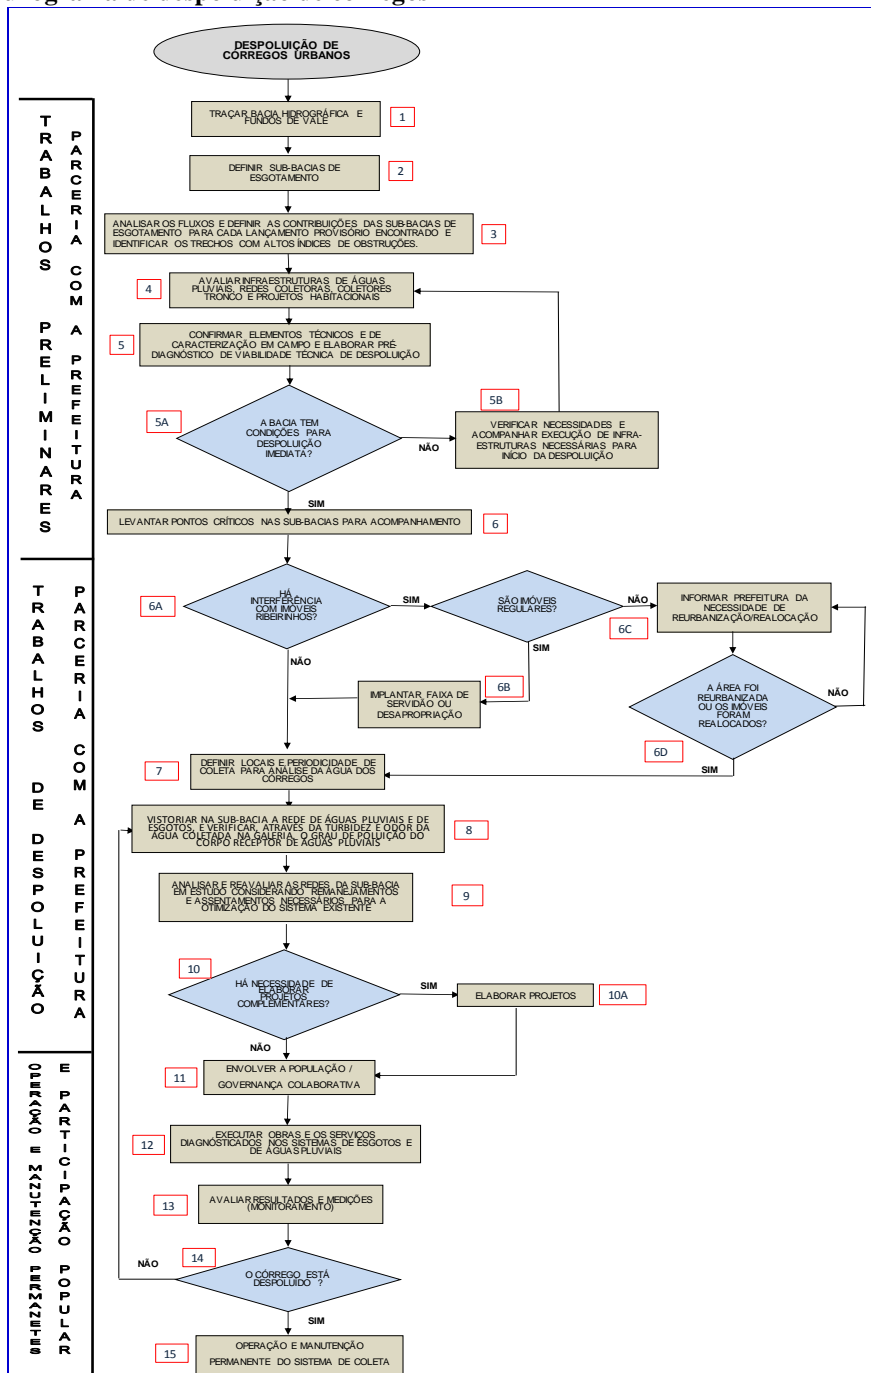 DESPOLUIÇÃO DE
CÓRREGOS URBANOS
TRABALHOS PRELIMINARES
PARCERIA COM A PREFEITURA
TRAÇAR BACIA HIDROGRÁFICA E
FUNDOS DE VALE
1
DEFINIR SUB-BACIAS DE
ESGOTAMENTO
2
ANALISAR OS FLUXOS E DEFINIR AS CONTRIBUIÇÕES DAS SUB-BACIAS DE
ESGOTAMENTO PARA CADA LANÇAMENTO PROVISÓRIO ENCONTRADO E
IDENTIFICAR OS TRECHOS COM ALTOS ÍNDICES DE OBSTRUÇÕES.
3
4
AVALIAR INFRAESTRUTURAS DE ÁGUAS
PLUVIAIS, REDES COLETORAS, COLETORES
TRONCO E PROJETOS HABITACIONAIS
5
CONFIRMAR ELEMENTOS TÉCNICOS E DE
CARACTERIZAÇÃO EM CAMPO E ELABORAR PRÉ-
DIAGNÓSTICO DE VIABILIDADE TÉCNICA DE DESPOLUIÇÃO
5A
A BACIA TEM
CONDIÇÕES PARA
DESPOLUIÇÃO
IMEDIATA?
NÃO
5B
VERIFICAR NECESSIDADES E
ACOMPANHAR EXECUÇÃO DE INFRA-
ESTRUTURAS NECESSÁRIAS PARA
INÍCIO DA DESPOLUIÇÃO
SIM
LEVANTAR PONTOS CRÍTICOS NAS SUB-BACIAS PARA ACOMPANHAMENTO
6
TRABALHOS DE DESPOLUIÇÃO
PARCERIA COM A PREFEITURA
6A
HÁ
INTERFERÊNCIA
COM IMÓVEIS
RIBEIRINHOS?
SIM
SÃO IMÓVEIS
REGULARES?
NÃO
6C
INFORMAR PREFEITURA DA
NECESSIDADE DE
REURBANIZAÇÃO/REALOCAÇÃO
SIM
NÃO
6B
IMPLANTAR FAIXA DE
SERVIDÃO OU
DESAPROPRIAÇÃO
A ÁREA FOI
REURBANIZADA
OU OS IMÓVEIS
FORAM
REALOCADOS?
NÃO
6D
SIM
7
DEFINIR LOCAIS E PERIODICIDADE DE
COLETA PARA ANÁLISE DA ÁGUA DOS
CÓRREGOS
VISTORIAR NA SUB-BACIA A REDE DE ÁGUAS PLUVIAIS E DE
ESGOTOS, E VERIFICAR, ATRAVÉS DA TURBIDEZ E ODOR DA
ÁGUA COLETADA NA GALERIA, O GRAU DE POLUIÇÃO DO
CORPO RECEPTOR DE ÁGUAS PLUVIAIS
8
ANALISAR E REAVALIAR AS REDES DA SUB-BACIA
EM ESTUDO CONSIDERANDO REMANEJAMENTOS
E ASSENTAMENTOS NECESSÁRIOS PARA A
OTIMIZAÇÃO DO SISTEMA EXISTENTE
9
10
HÁ NECESSIDADE DE
ELABORAR
PROJETOS
COMPLEMENTARES?
SIM
ELABORAR PROJETOS
10A
NÃO
OPERAÇÃO E MANUTENÇÃO PERMANETES
E PARTICIPAÇÃO POPULAR
11
ENVOLVER A POPULAÇÃO /
GOVERNANÇA COLABORATIVA
12
EXECUTAR OBRAS E OS SERVIÇOS
DIAGNÓSTICADOS NOS SISTEMAS DE ESGOTOS E
DE ÁGUAS PLUVIAIS
13
AVALIAR RESULTADOS E MEDIÇÕES
(MONITORAMENTO)
14
NÃO
O CÓRREGO ESTÁ
DESPOLUÍDO ?
SIM
15
OPERAÇÃO E MANUTENÇÃO
PERMANENTE DO SISTEMA DE COLETA